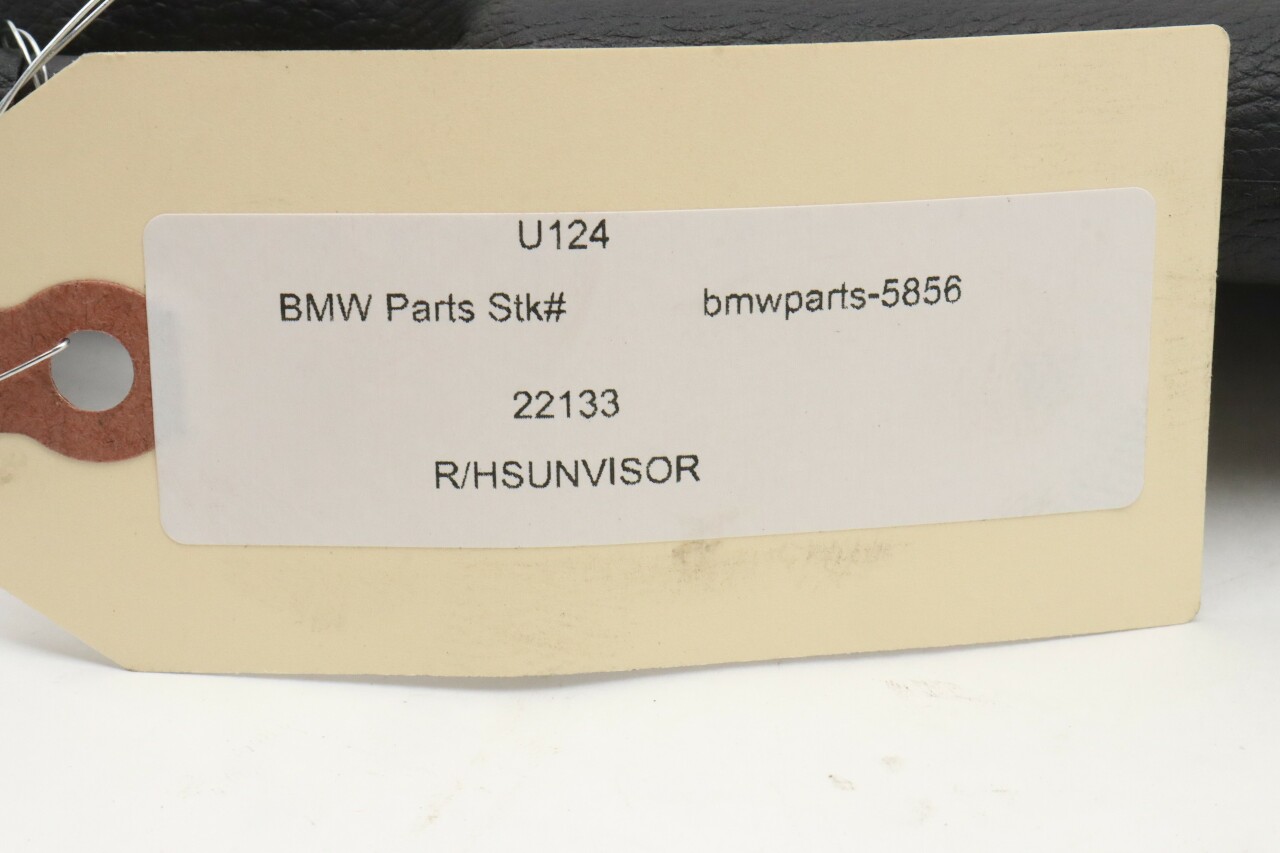 U124
BMW Parts Stk# bmwparts-5856
22133
R/HSUNVISOR